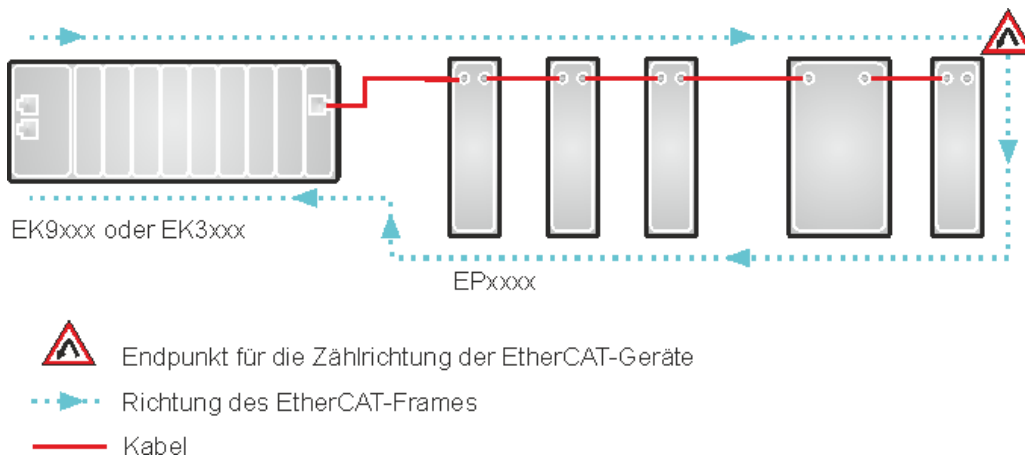 EK9xxx oder EK3xxx
EPxxxx
Endpunkt für die Zählrichtung der EtherCAT-Geräte
Richtung des EtherCAT-Frames
Kabel